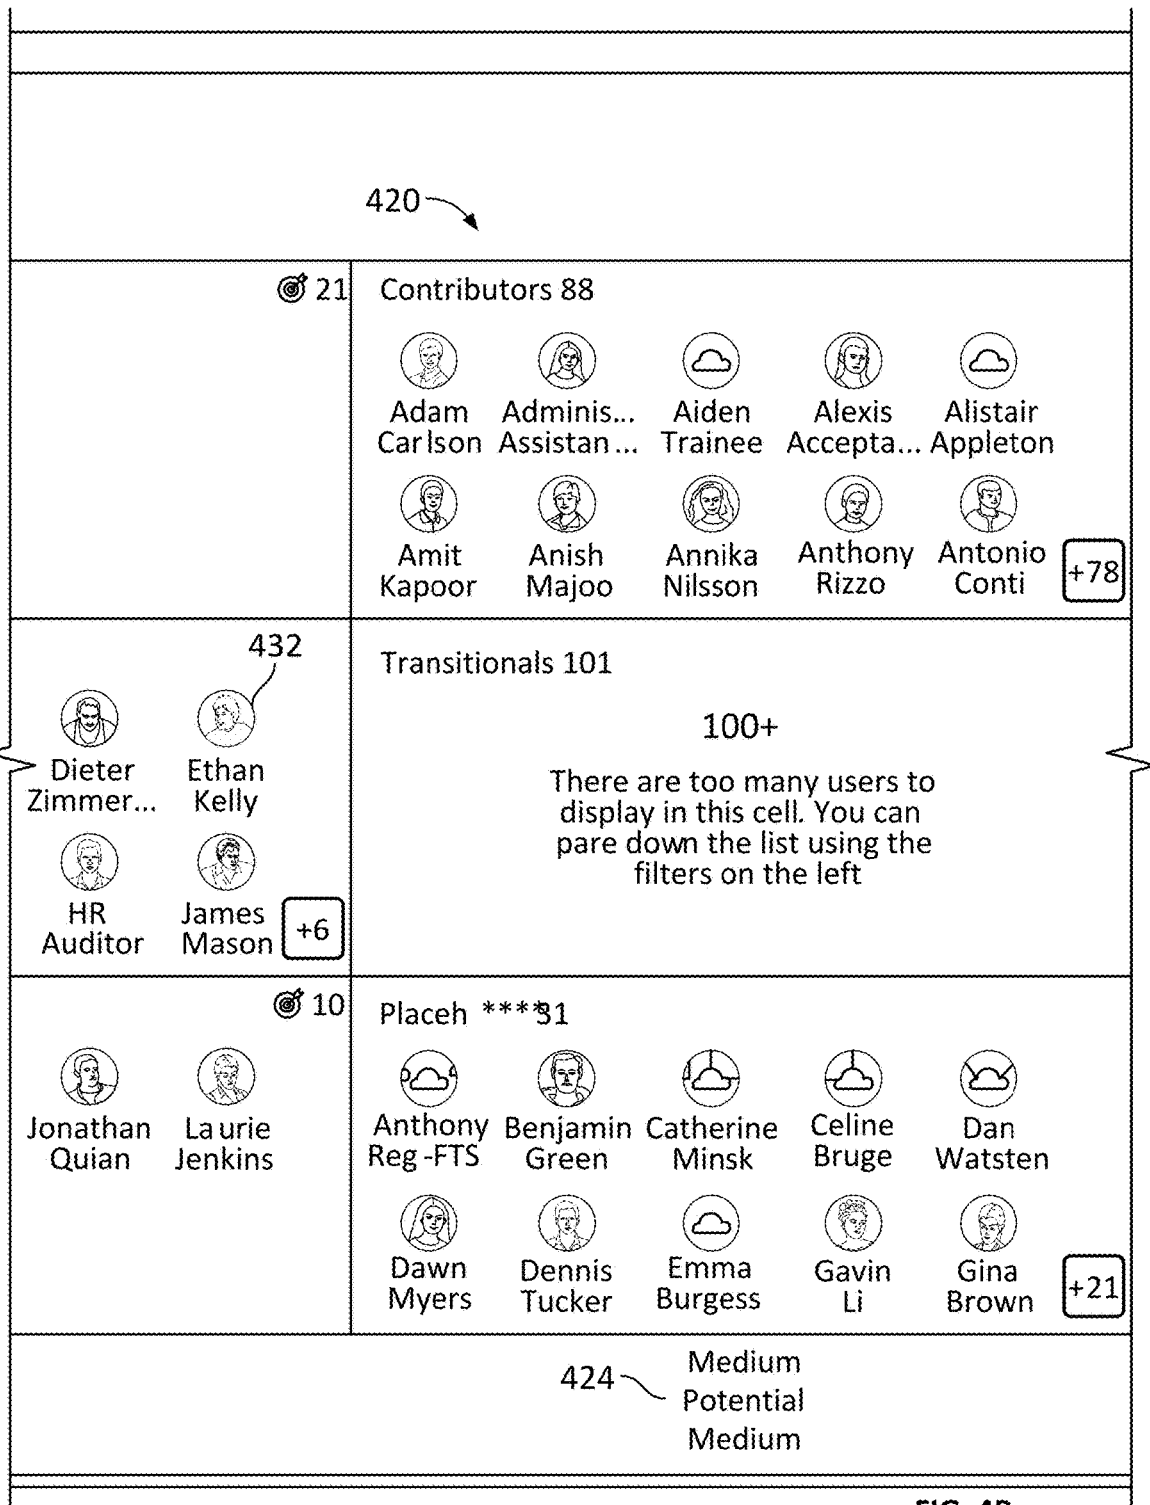 420
21
Contributors 88
Adam Adminis... Aiden Alexis Alistair
Carlson Assistan... Trainee Accepta... Appleton
Amit Anish Annika Anthony Antonio
Kapoor Majoo Nilsson Rizzo Conti +78
432
Dieter Ethan
Zimmer... Kelly
HR James
Auditor Mason +6
Transitionals 101
100+
There are too many users to
display in this cell. You can
pare down the list using the
filters on the left
10
Jonathan Laurie
Quian Jenkins
Placeh ****31
Anthony Benjamin Catherine Celine Dan
Reg-FTS Green Minsk Bruge Watsten
Dawn Dennis Emma Gavin Gina
Myers Tucker Burgess Li Brown +21
424
Medium
Potential
Medium